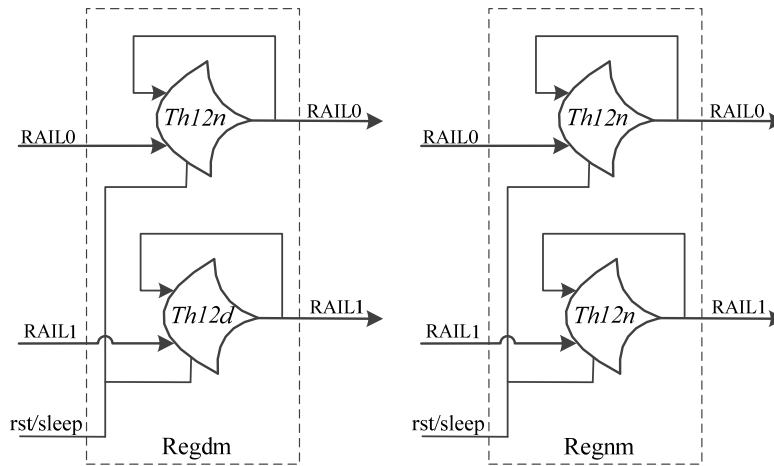 Th12n
RAIL0
RAIL0
Th12d
RAIL1
RAIL1
rst/sleep
Regdm
Th12n
RAIL0
RAIL0
Th12n
RAIL1
RAIL1
rst/sleep
Regnm